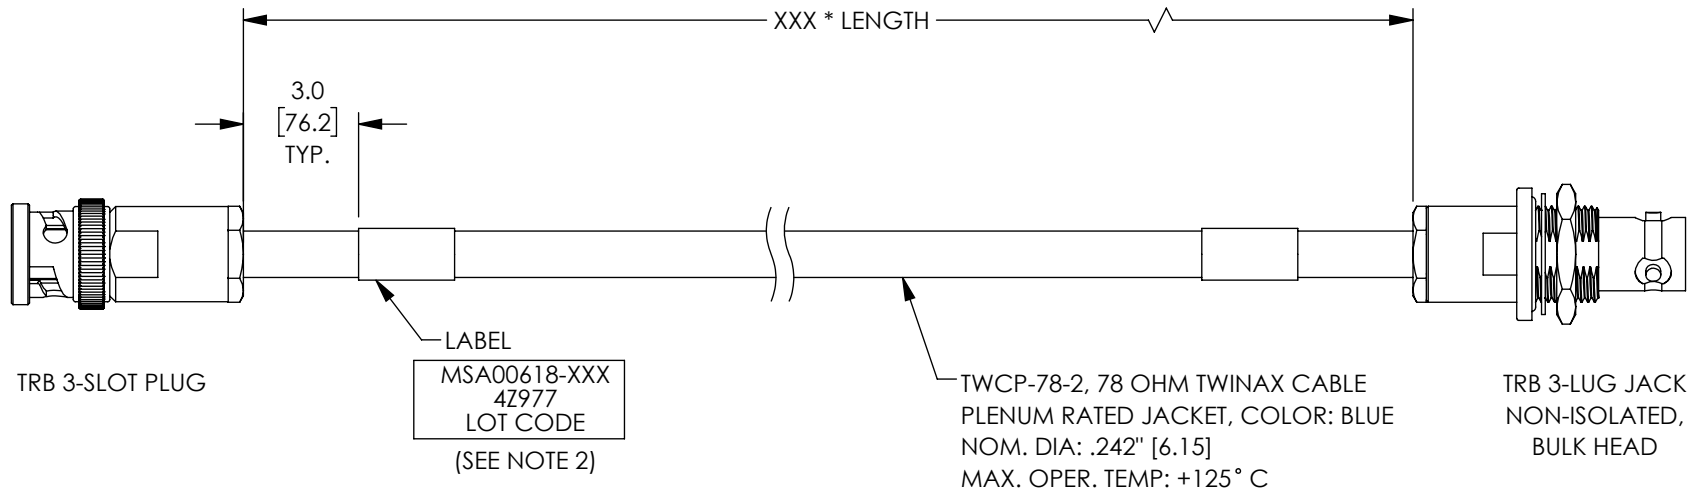 XXX * LENGTH
3.0
[76.2]
TYP.
LABEL
MSA00618-XXX
4Z977
LOT CODE
(SEE NOTE 2)
TRB 3-SLOT PLUG
TWCP-78-2, 78 OHM TWINAX CABLE
PLENUM RATED JACKET, COLOR: BLUE
NOM. DIA: .242" [6.15]
MAX. OPER. TEMP: +125° C
TRB 3-LUG JACK
NON-ISOLATED,
BULK HEAD